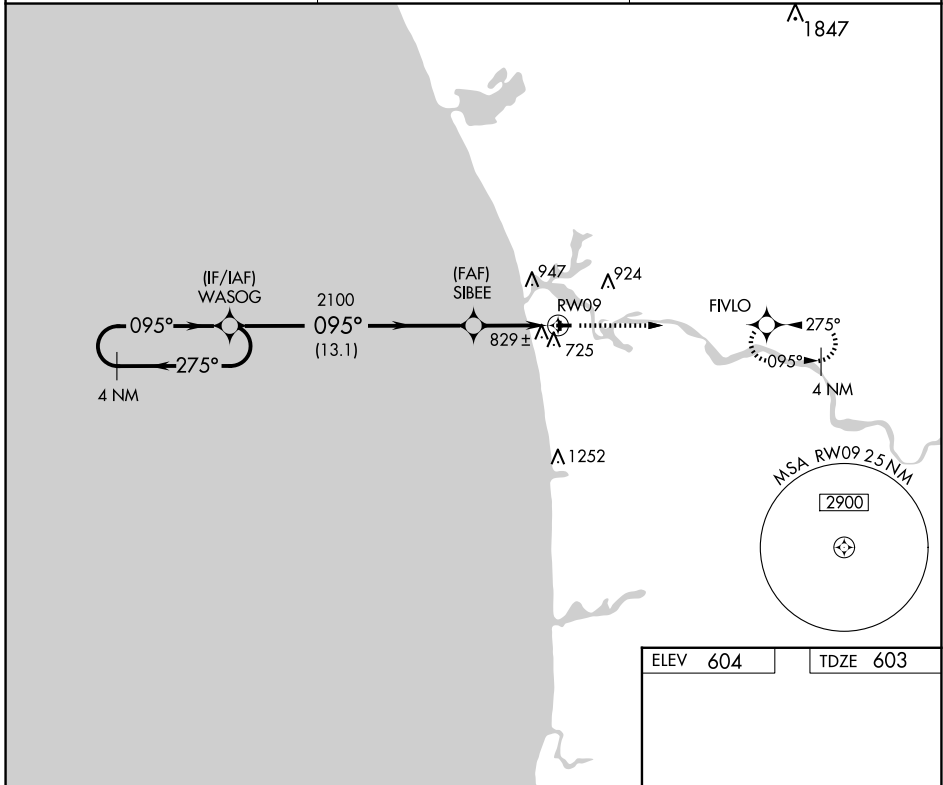 1847
(IF/IAF)
WASOG
2100
095°
(13.1)
095°
275°
4 NM
(FAF)
SIBEE
947
924
RW09
829 ±
725
FIVLO
275°
095°
4 NM
1252
MSA RW09 25 NM
2900
ELEV 604
TDZE 603